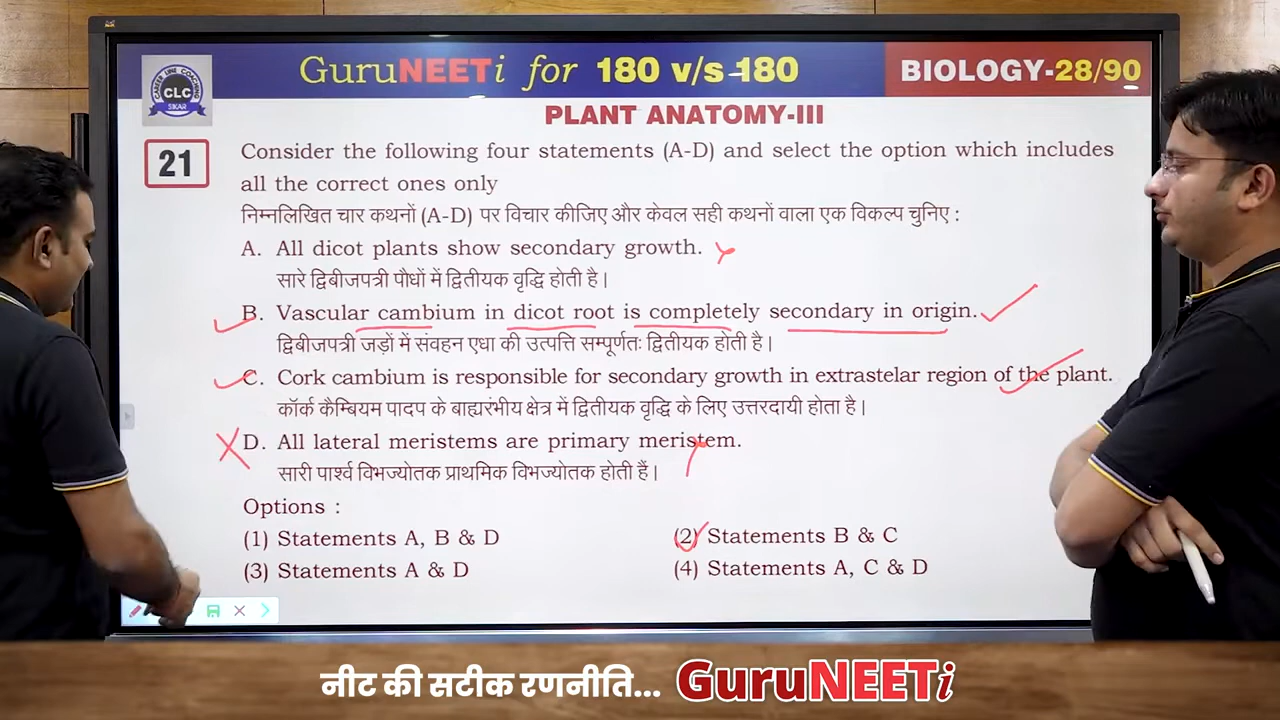 GuruNEETi for 180 v/s 180
BIOLOGY-28/90
CAREER LINE COACHING
CLC
SIKAR
PLANT ANATOMY-III
21
Consider the following four statements (A-D) and select the option which includes
all the correct ones only
निम्नलिखित चार कथनों (A-D) पर विचार कीजिए और केवल सही कथनों वाला एक विकल्प चुनिए :
A. All dicot plants show secondary growth.
सारे द्विबीजपत्री पौधों में द्वितीयक वृद्धि होती है।
B. Vascular cambium in dicot root is completely secondary in origin.
द्विबीजपत्री जड़ों में संवहन एधा की उत्पत्ति सम्पूर्णतः द्वितीयक होती है।
C. Cork cambium is responsible for secondary growth in extrastelar region of the plant.
कॉर्क कैम्बियम पादप के बाह्यरंभीय क्षेत्र में द्वितीयक वृद्धि के लिए उत्तरदायी होता है।
D. All lateral meristems are primary meristem.
सारी पार्श्व विभज्योतक प्राथमिक विभज्योतक होती हैं।
Options :
(1) Statements A, B & D
(2) Statements B & C
(3) Statements A & D
(4) Statements A, C & D
नीट की सटीक रणनीति... GuruNEETi